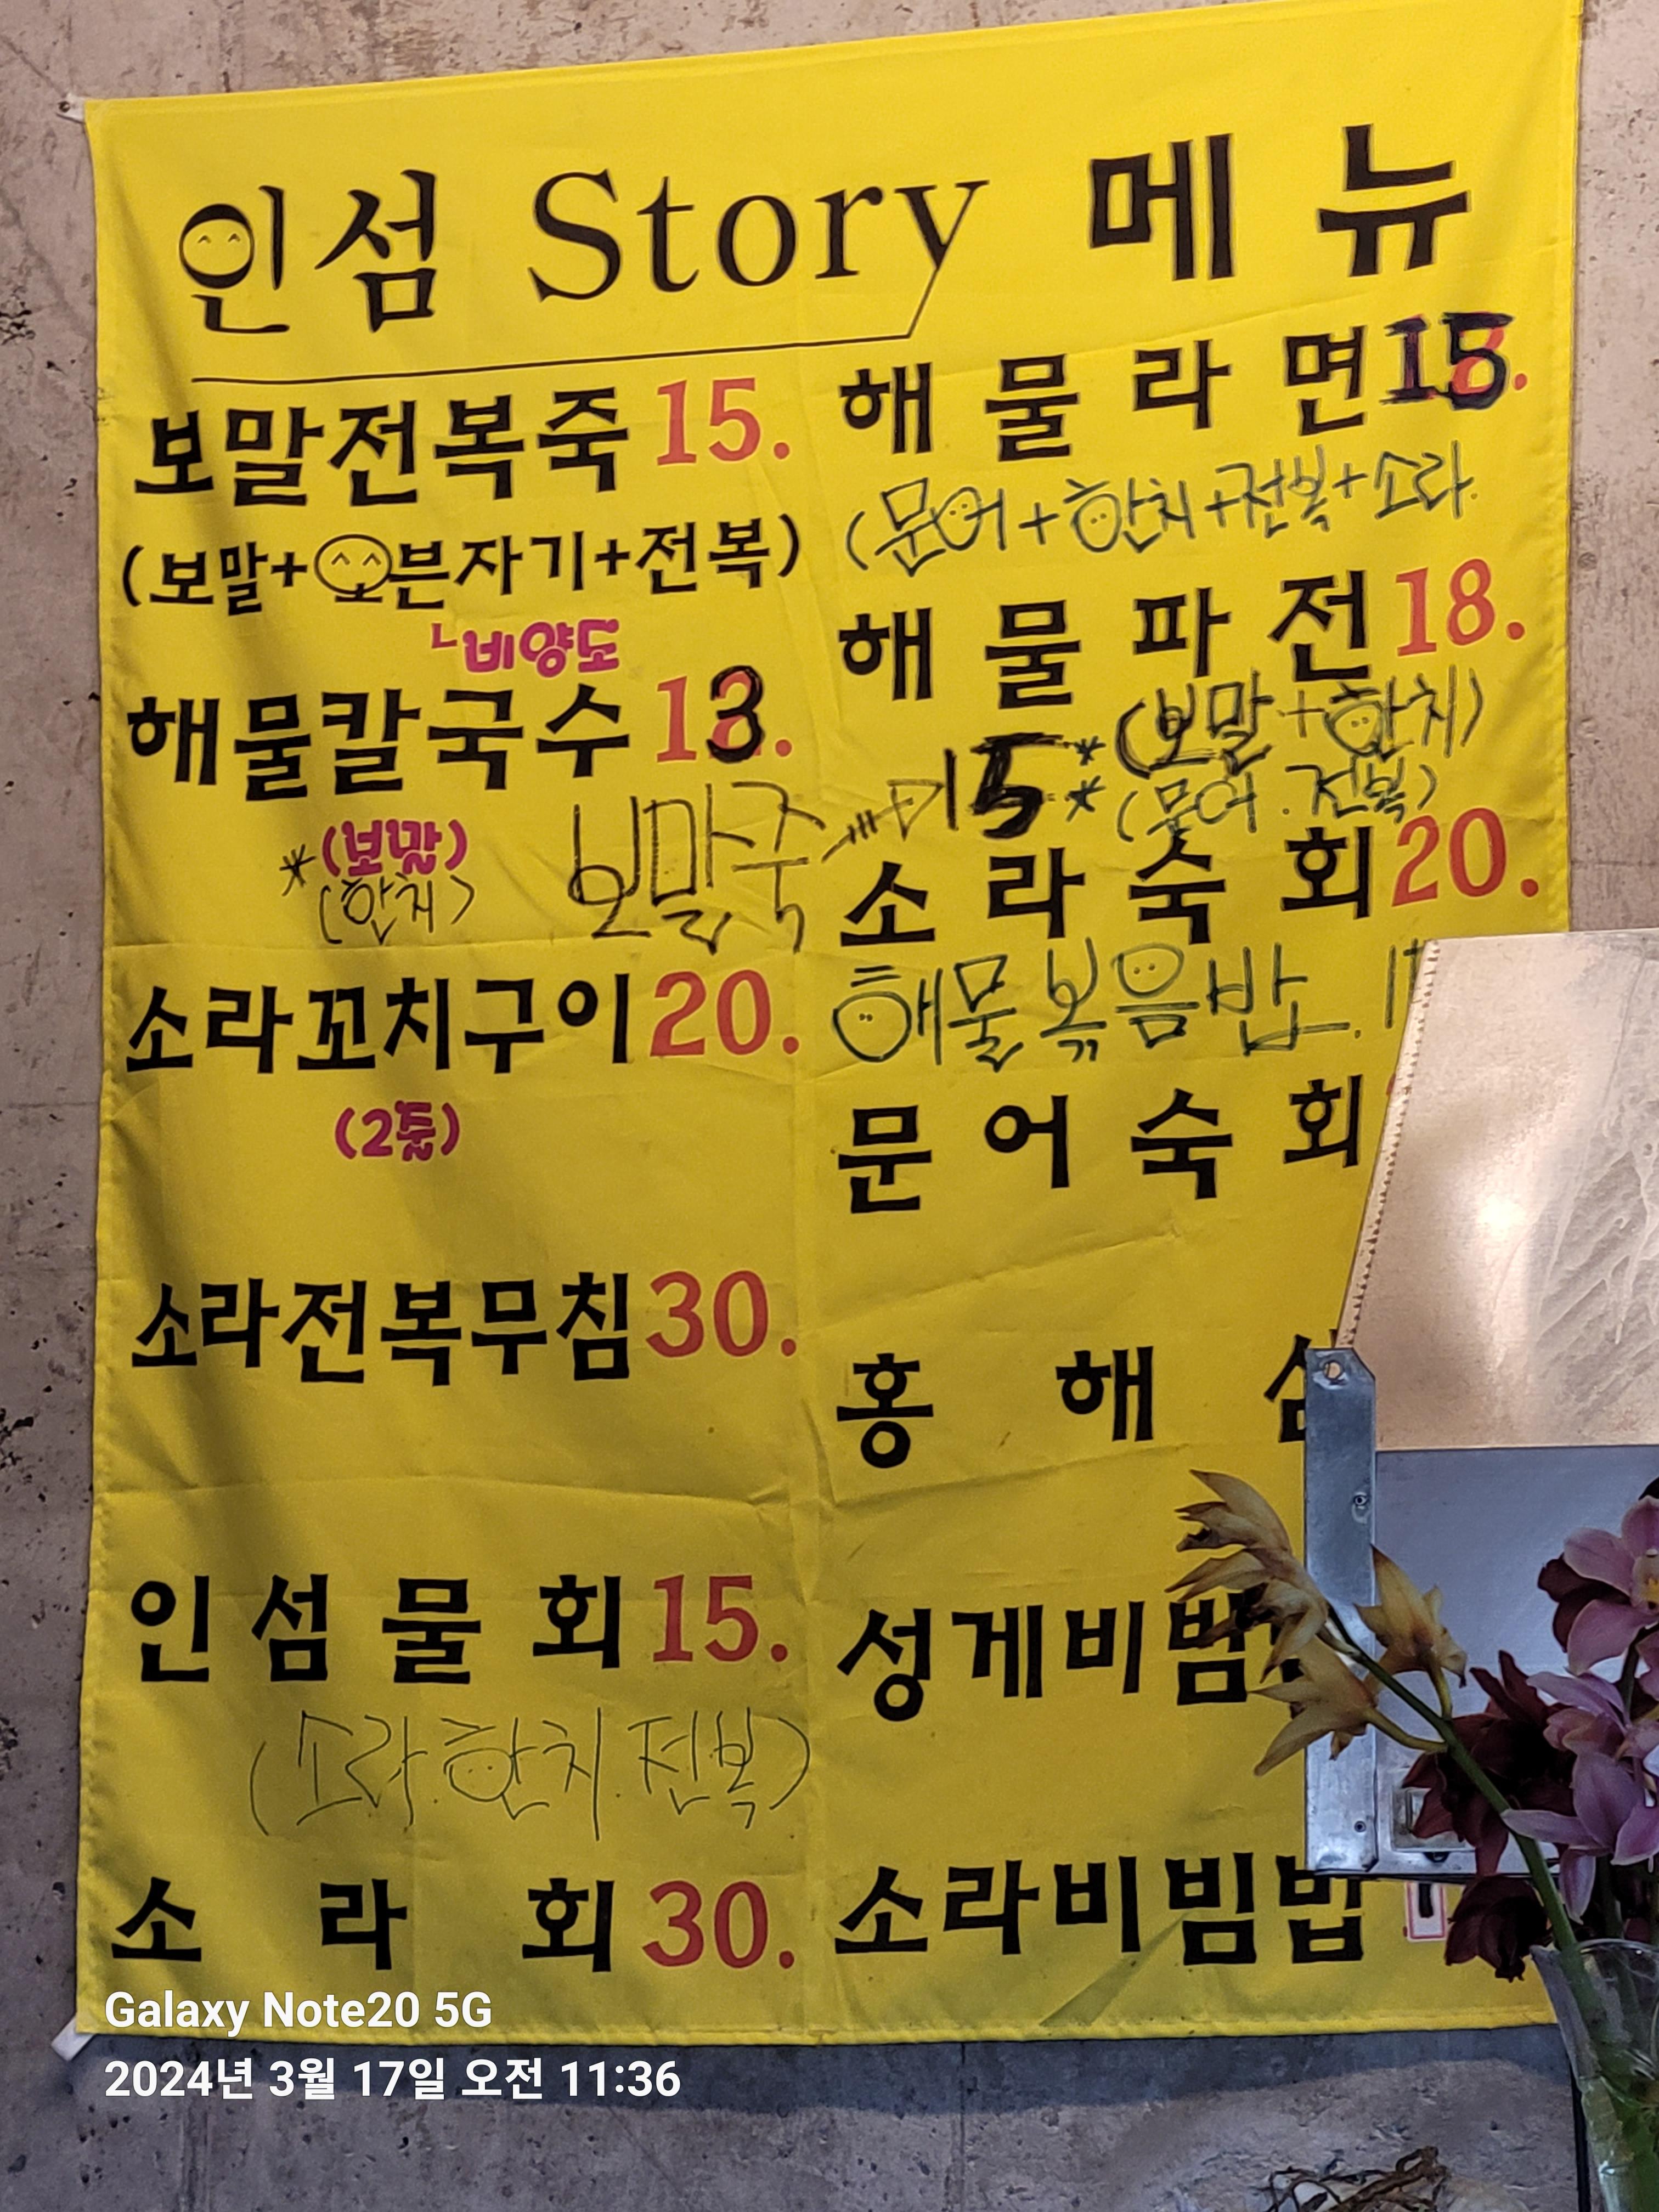 인섬 Story 메뉴
보말전복죽 15.
(보말+오븐자기+전복)
ㄴ비양도
해물칼국수 13.
*(보말)
(한치)
보말죽 → 15
소라꼬치구이 20.
(2줄)
소라전복무침 30.
인섬물회 15.
(소라.한치.전복)
소라회 30.
해물라면 15.
(문어+한치+전복+소라
해물파전 18.
*(보말+한치)
*(문어.전복)
소라숙회 20.
해물볶음밥.
문어숙회
홍해
성게비빔
소라비빔밥
Galaxy Note20 5G
2024년 3월 17일 오전 11:36